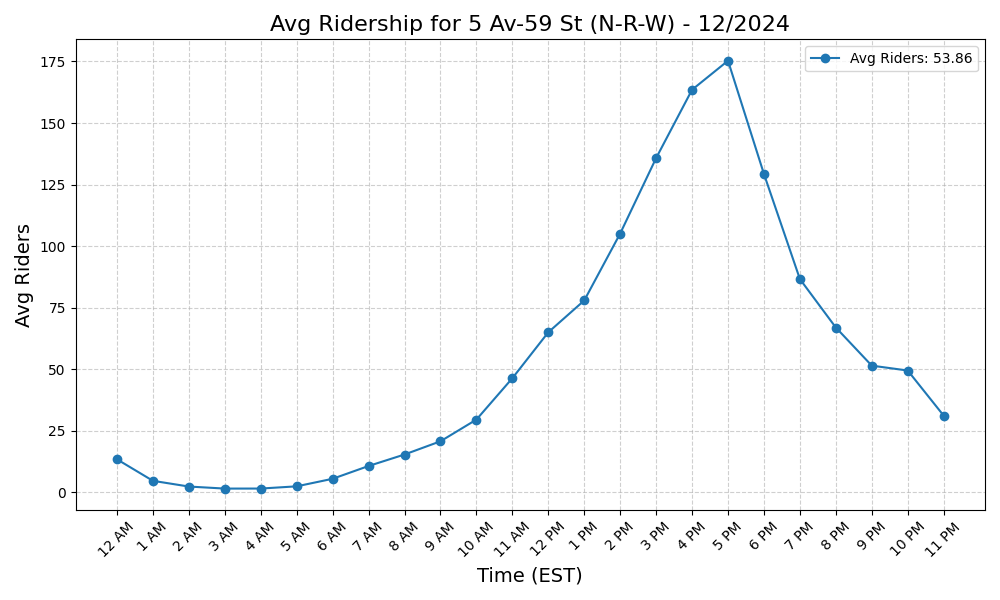 Avg Ridership for 5 Av-59 St (N-R-W) - 12/2024
Avg Riders: 53.86
175
150
125
100
75
50
25
0
Avg Riders
12 AM
1 AM
2 AM
3 AM
4 AM
5 AM
6 AM
7 AM
8 AM
9 AM
10 AM
11 AM
12 PM
1 PM
2 PM
3 PM
4 PM
5 PM
6 PM
7 PM
8 PM
9 PM
10 PM
11 PM
Time (EST)